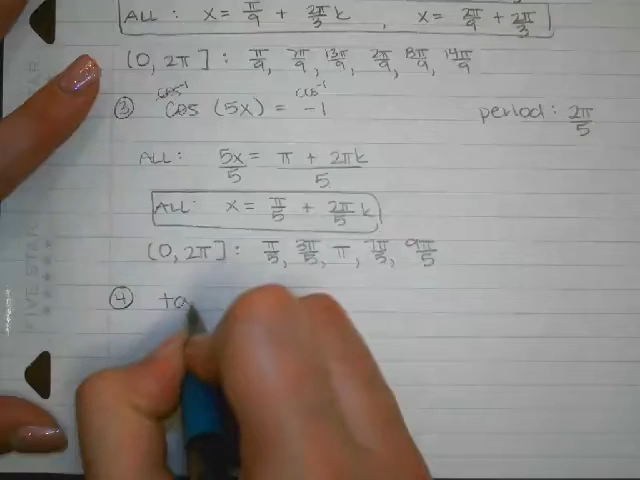 ALL: x = π/9 + 2π/3 k , x = 2π/9 + 2π/3
(0, 2π]: π/9, 7π/9, 13π/9, 2π/9, 8π/9, 14π/9
cos⁻¹ cos⁻¹
③ cos (5x) = -1 period: 2π/5
ALL: 5x/5 = π + 2πk/5
ALL: x = π/5 + 2π/5 k
(0, 2π]: π/5, 3π/5, π, 7π/5, 9π/5
④ ta
FIVE STAR